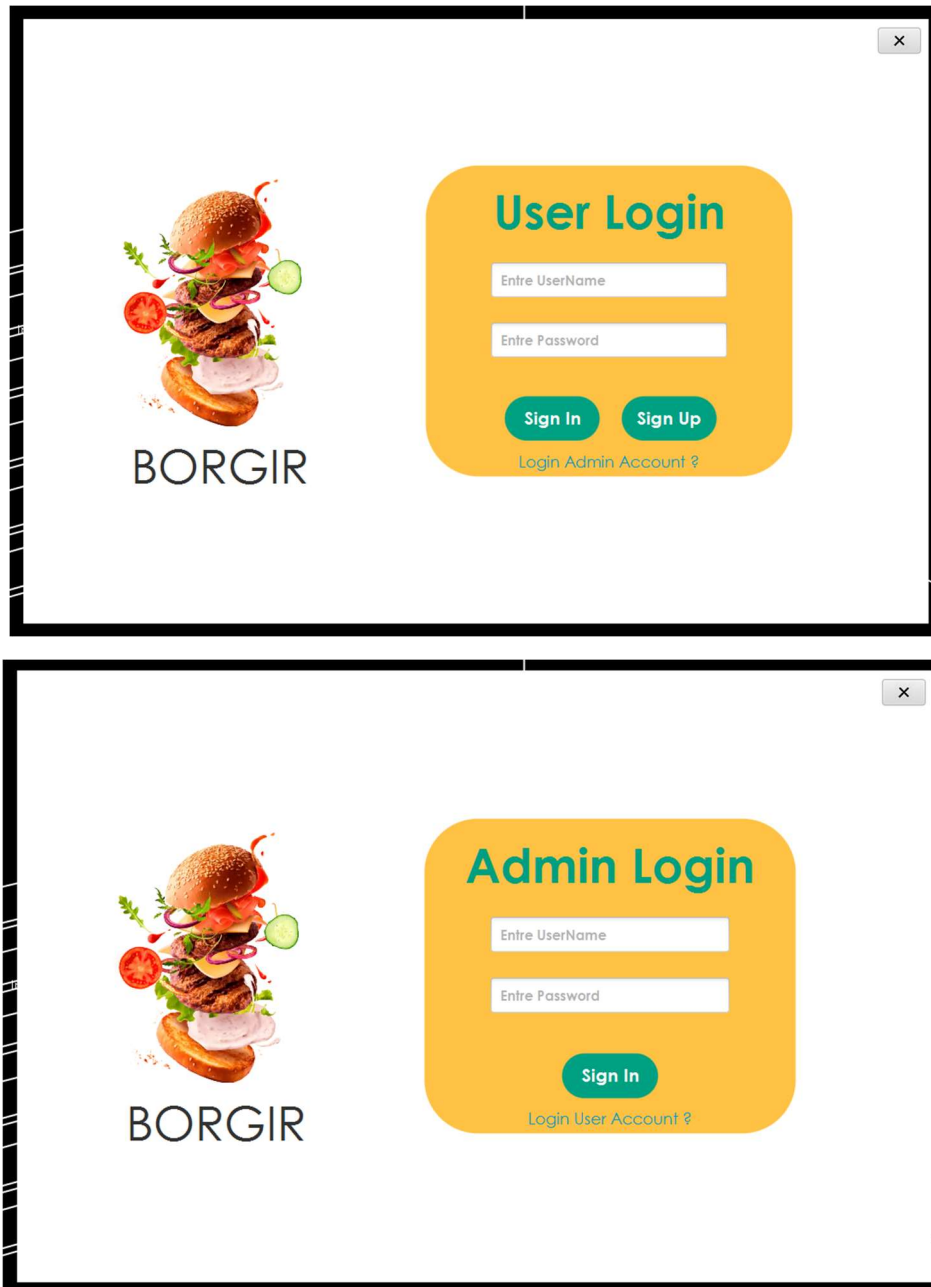 ×
User Login
Entre UserName
Entre Password
Sign In Sign Up
Login Admin Account ?
BORGIR
×
Admin Login
Entre UserName
Entre Password
Sign In
Login User Account ?
BORGIR